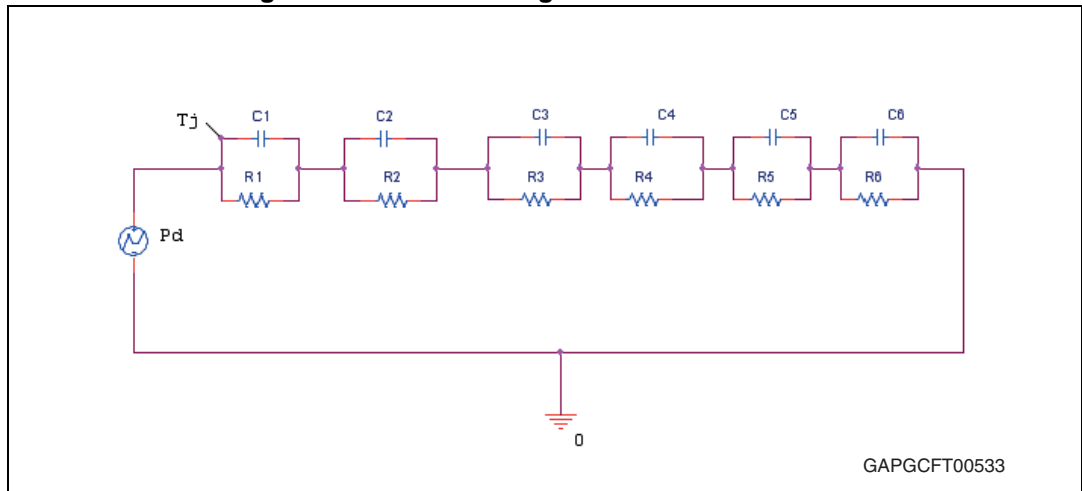 Tj
C1 C2 C3 C4 C5 C6
R1 R2 R3 R4 R5 R6
Pd
0
GAPGCFT00533